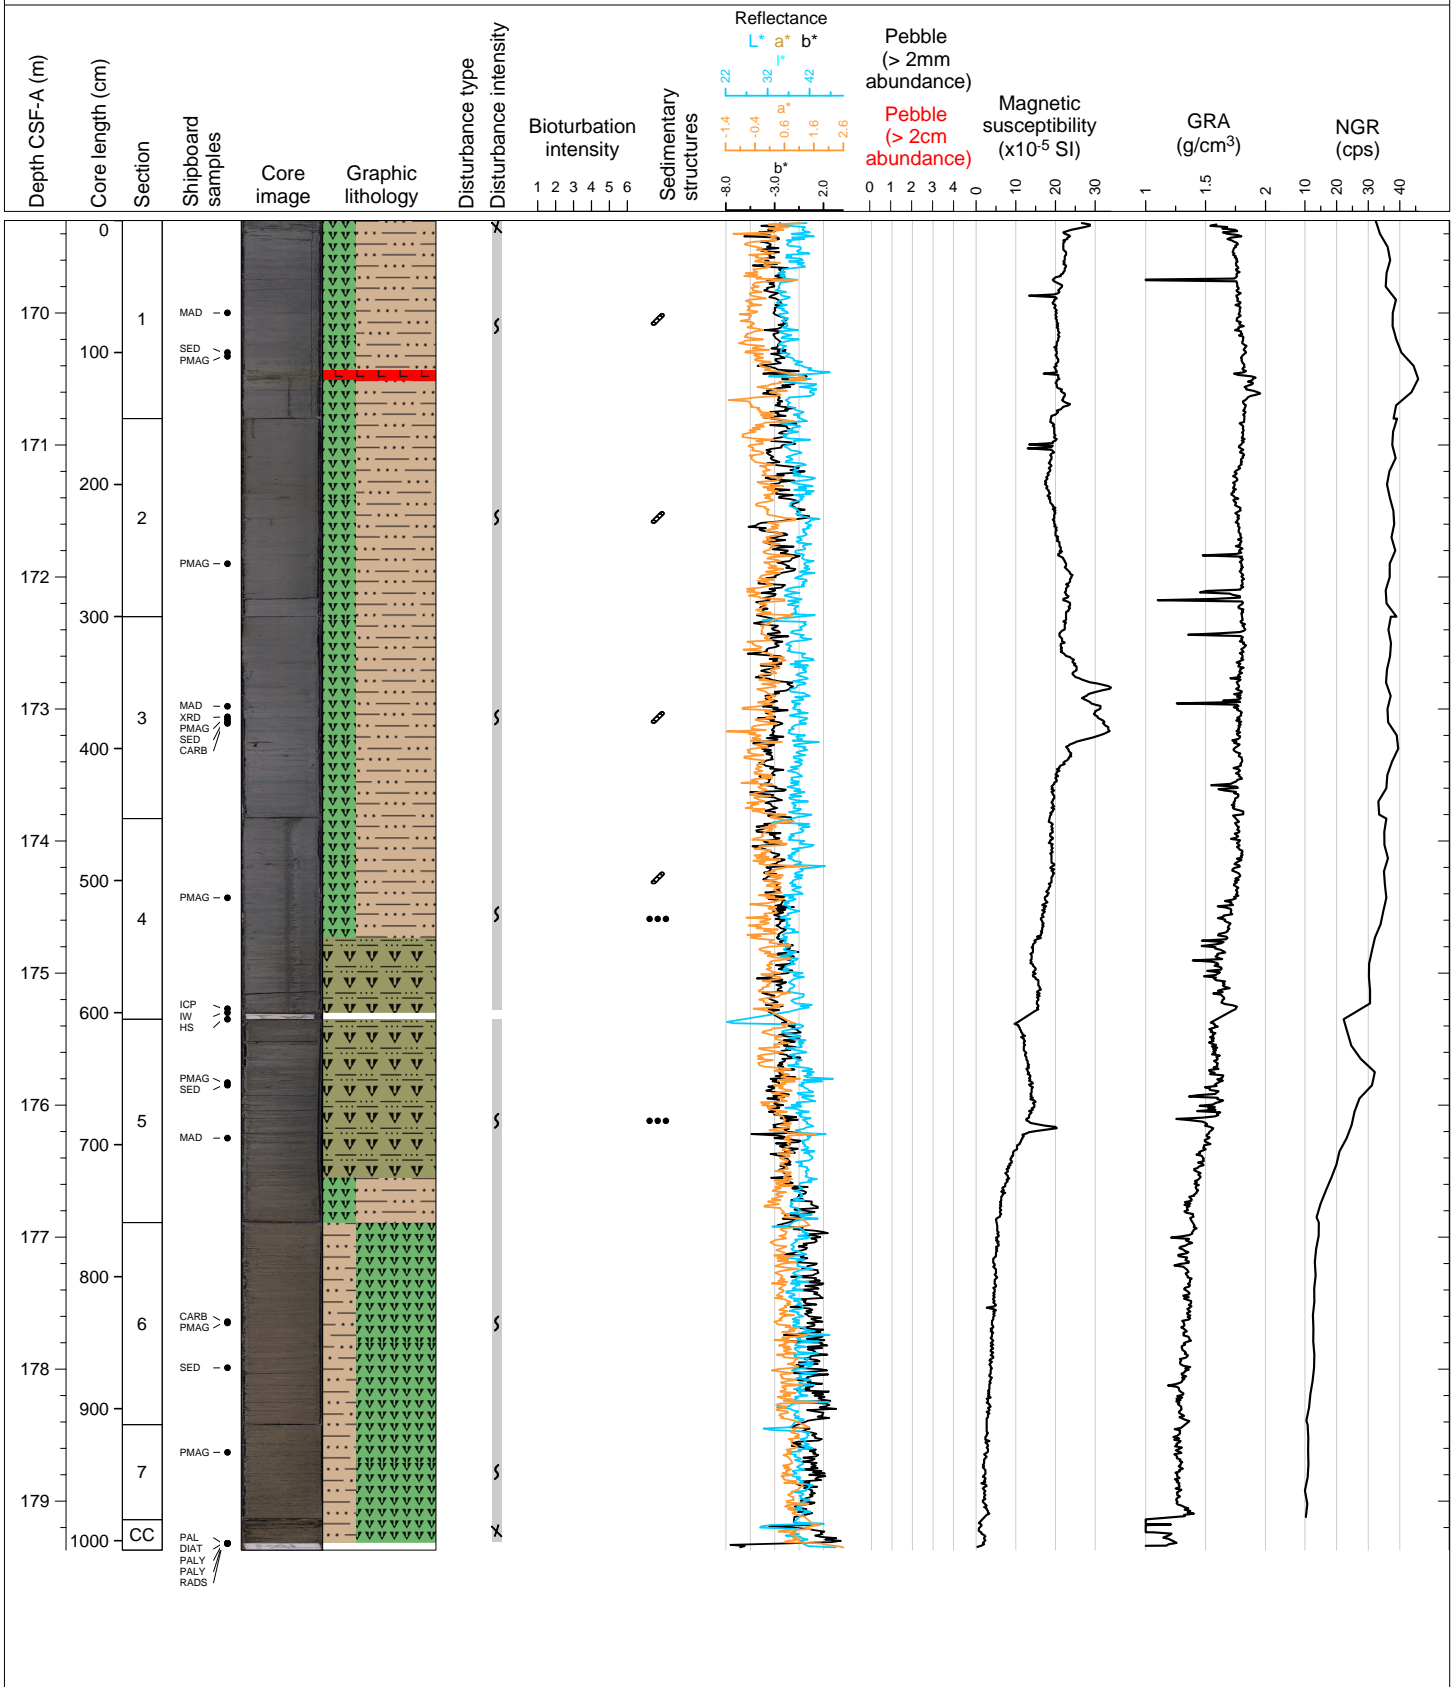 Depth CSF-A (m)
Core length (cm)
Section
Shipboard
samples
Core
image
Graphic
lithology
Disturbance type
Disturbance intensity
Bioturbation
intensity
1 2 3 4 5 6
Sedimentary
structures
Reflectance
L* a* b*
l*
22 32 42
a*
-1.4 -0.4 0.6 1.6 2.6
b*
-8.0 -3.0 2.0
Pebble
(> 2mm
abundance)
Pebble
(> 2cm
abundance)
0 1 2 3 4
0 1 2 3 4
Magnetic
susceptibility
(x10-5 SI)
0 10 20 30
GRA
(g/cm3)
1 1.5 2
NGR
(cps)
10 20 30 40
0
170
1
MAD
100
SED
PMAG
171
200
2
172
PMAG
300
173
3
MAD
XRD
PMAG
SED
CARB
400
174
500
4
PMAG
175
600
ICP
IW
HS
176
5
PMAG
SED
700
MAD
177
800
6
CARB
PMAG
178
SED
900
PMAG
7
179
CC
1000
PAL
DIAT
PALY
PALY
RADS